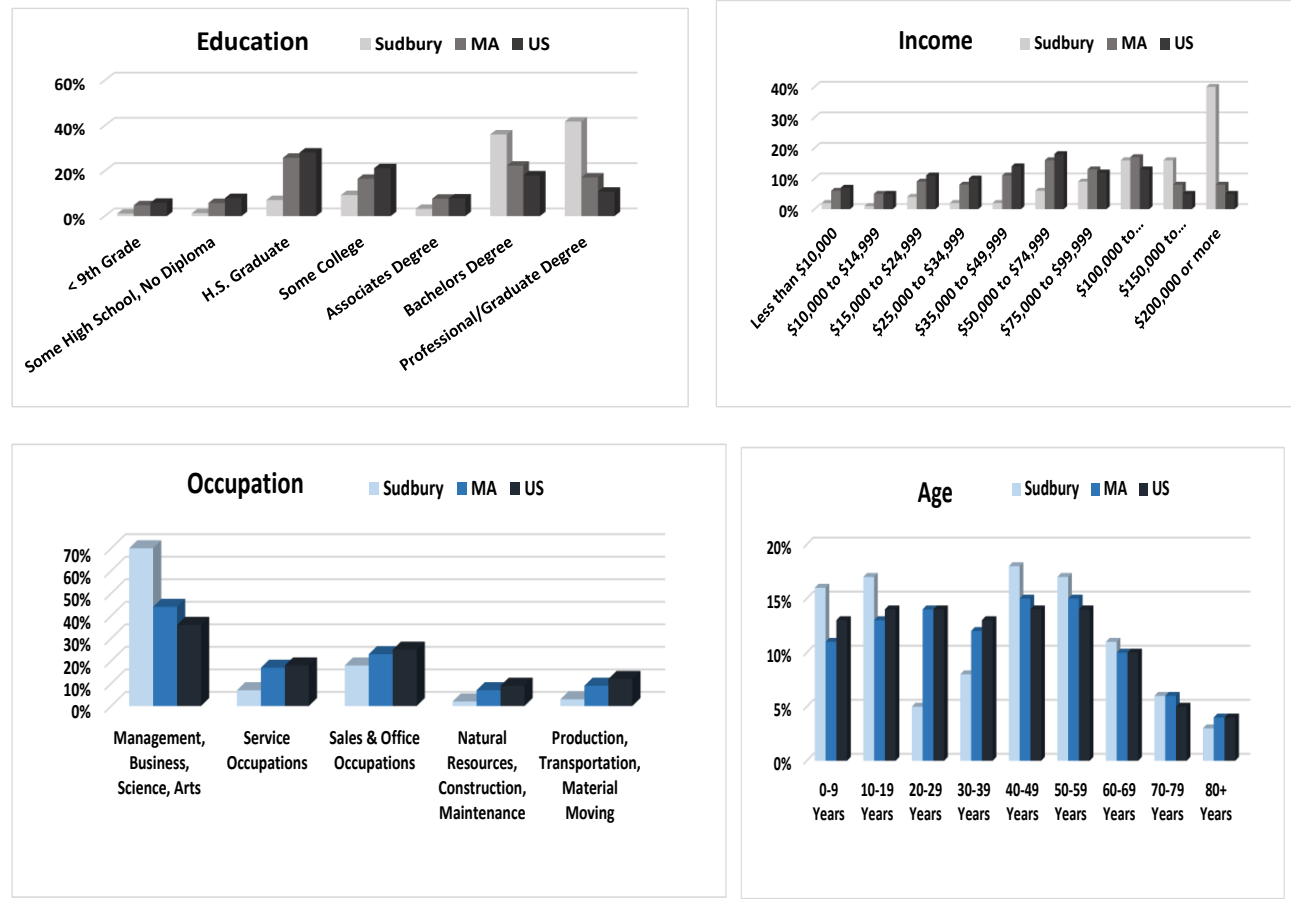 Education Sudbury MA US
60%
40%
20%
0%
< 9th Grade
Some High School, No Diploma
H.S. Graduate
Some College
Associates Degree
Bachelors Degree
Professional/Graduate Degree
Income Sudbury MA US
40%
30%
20%
10%
0%
Less than $10,000
$10,000 to $14,999
$15,000 to $24,999
$25,000 to $34,999
$35,000 to $49,999
$50,000 to $74,999
$75,000 to $99,999
$100,000 to...
$150,000 to...
$200,000 or more
Occupation Sudbury MA US
70%
60%
50%
40%
30%
20%
10%
0%
Management,
Business,
Science, Arts
Service
Occupations
Sales & Office
Occupations
Natural
Resources,
Construction,
Maintenance
Production,
Transportation,
Material
Moving
Age Sudbury MA US
20%
15%
10%
5%
0%
0-9
Years
10-19
Years
20-29
Years
30-39
Years
40-49
Years
50-59
Years
60-69
Years
70-79
Years
80+
Years